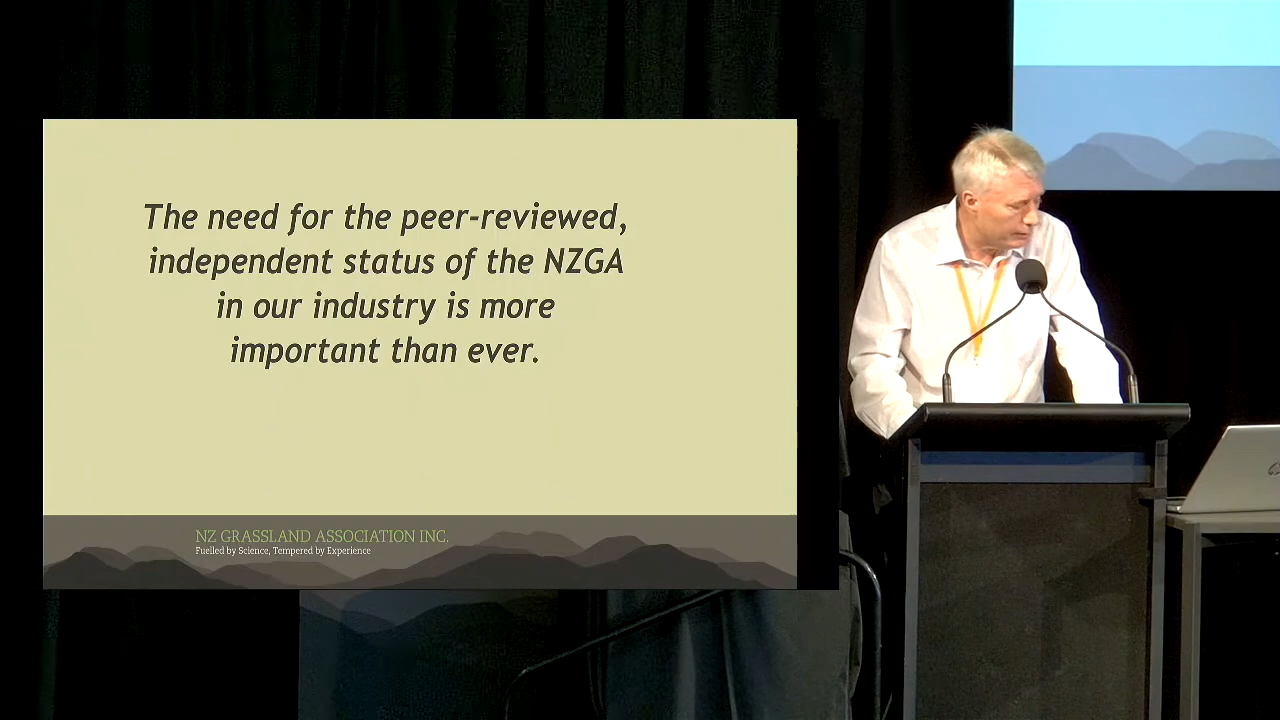 The need for the peer-reviewed,
independent status of the NZGA
in our industry is more
important than ever.
NZ GRASSLAND ASSOCIATION INC.
Fuelled by Science, Tempered by Experience